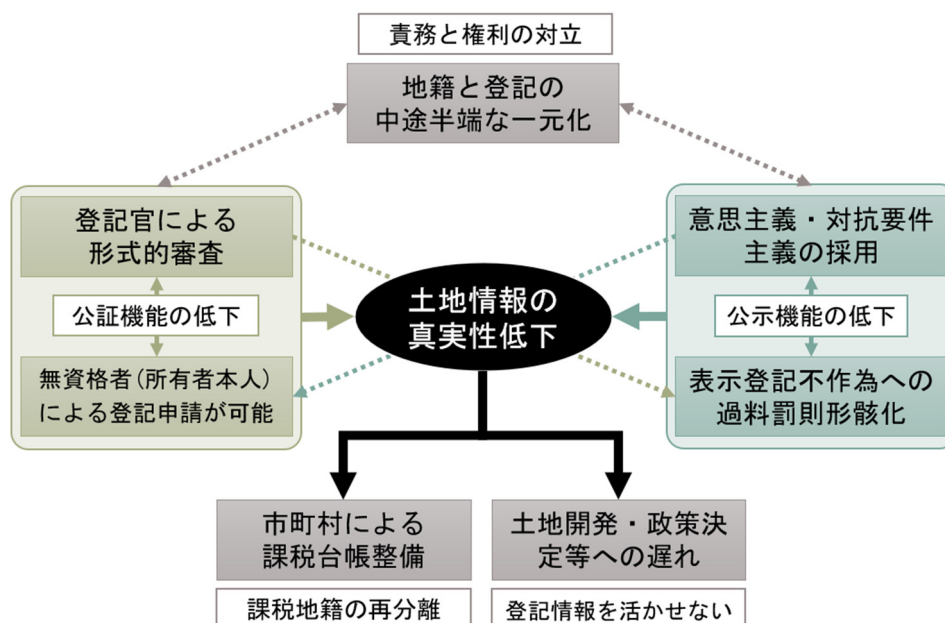 責務と権利の対立
地籍と登記の
中途半端な一元化
登記官による
形式的審査
公証機能の低下
無資格者(所有者本人)
による登記申請が可能
土地情報の
真実性低下
意思主義・対抗要件
主義の採用
公示機能の低下
表示登記不作為への
過料罰則形骸化
市町村による
課税台帳整備
課税地籍の再分離
土地開発・政策決
定等への遅れ
登記情報を活かせない